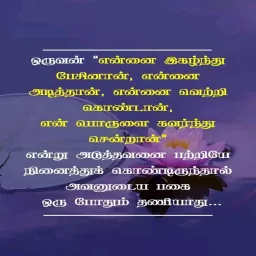 ஒருவன் "என்னை இகழ்ந்து
பேசினான், என்னை
அடித்தான், என்னை வெற்றி
கொண்டான்,
என் பொருளை கவர்ந்து
சென்றான்"
என்று அடுத்தவனை பற்றியே
நினைத்துக் கொண்டிருந்தால்
அவனுடைய பகை
ஒரு போதும் தணியாது...